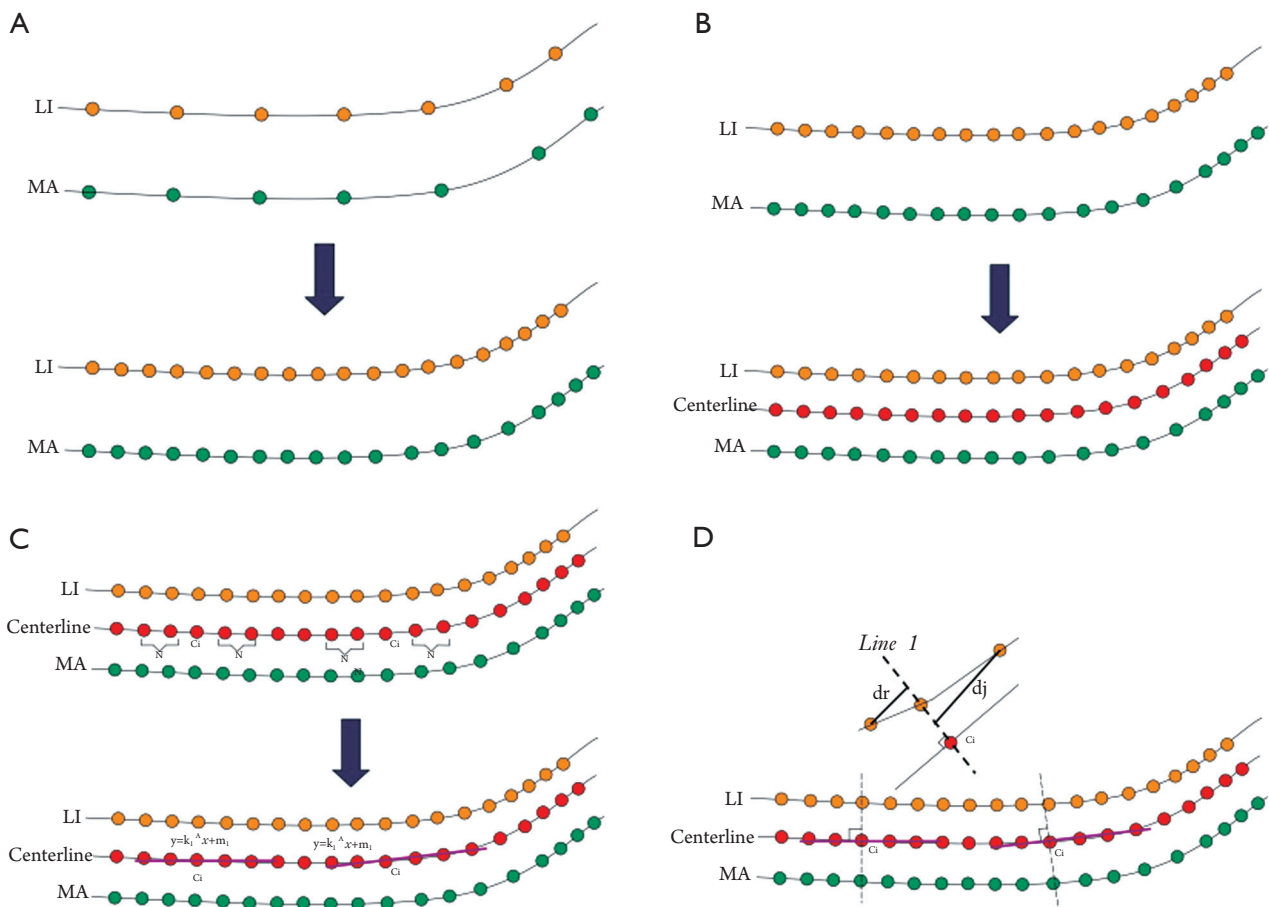 A
LI
MA
LI
MA
B
LI
MA
LI
Centerline
MA
C
LI
Centerline
Ci Ci
N N N N
MA N
LI
y=k₁^x+m₁ y=k₁^x+m₁
Centerline
Ci Ci
MA
D
Line 1
dr dj
Ci
LI
Centerline
Ci Ci
MA